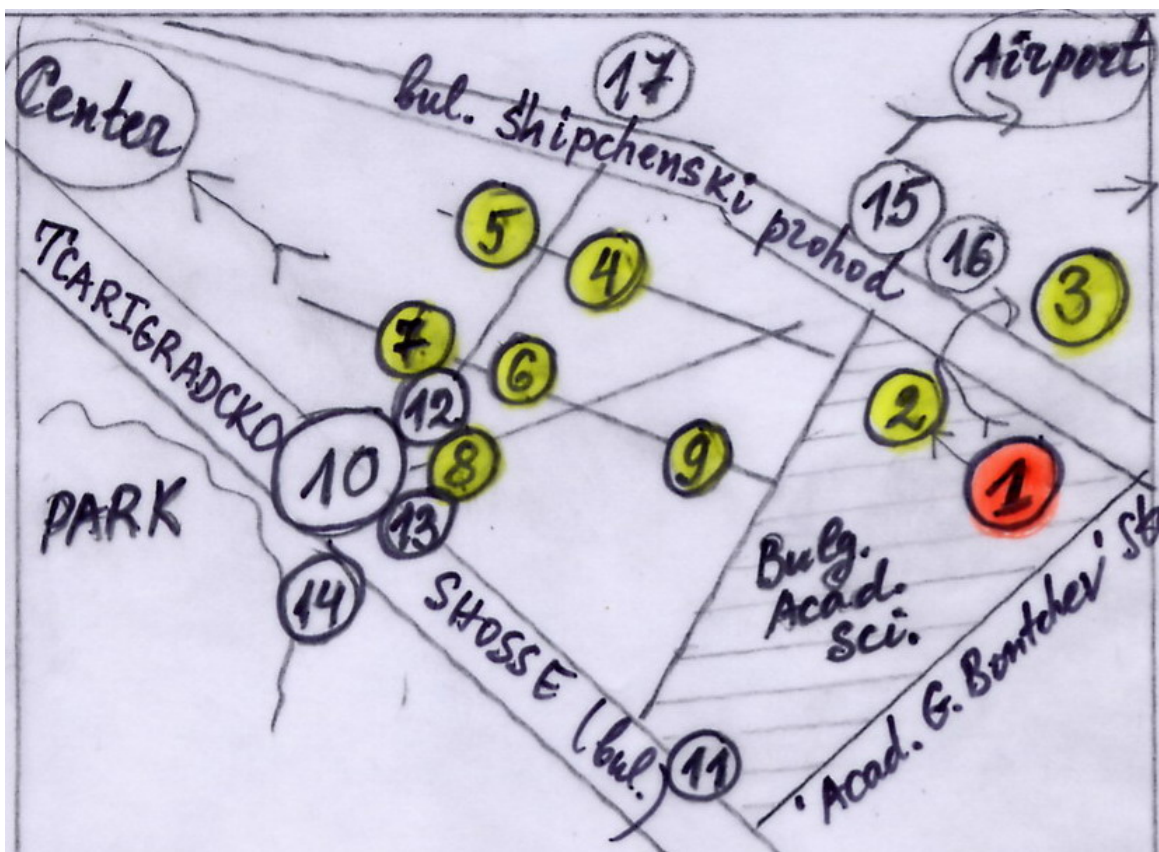 17
Airport
Center
bul. Shipchenski prohod
15
16
5
4
3
TCARIGRADCKO
7
6
12
2
10
8
9
1
13
PARK
14
SHOSSE (bul.
Bulg.
Acad.
Sci.
'Acad. G. Bontchev' St
11